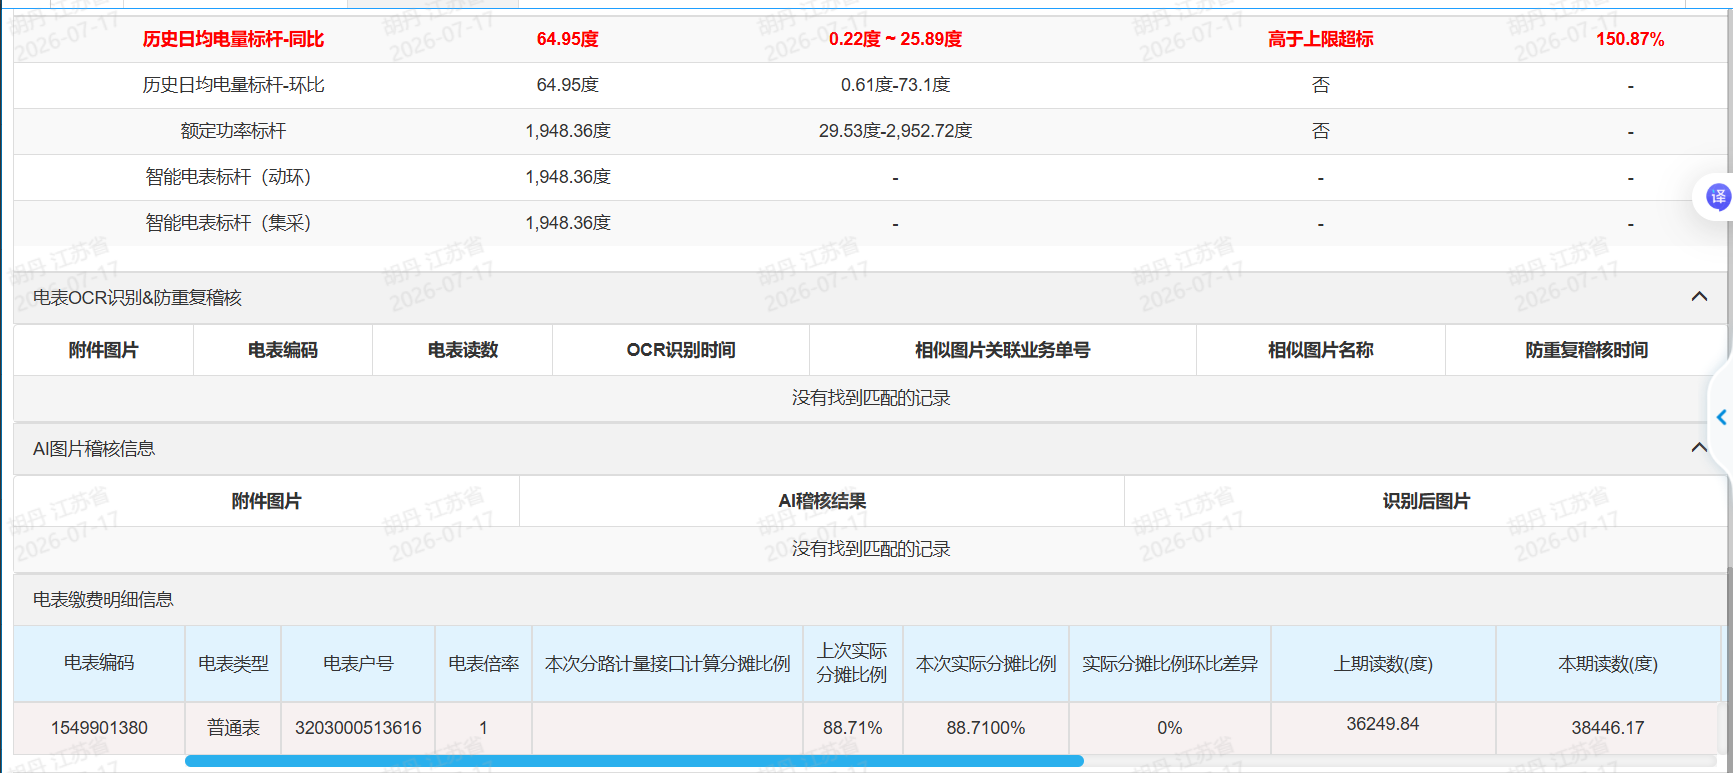 历史日均电量标杆-同比 64.95度 0.22度 ~ 25.89度 高于上限超标 150.87%
历史日均电量标杆-环比 64.95度 0.61度-73.1度 否 -
额定功率标杆 1,948.36度 29.53度-2,952.72度 否 -
智能电表标杆（动环） 1,948.36度 - - -
智能电表标杆（集采） 1,948.36度 - - -
电表OCR识别&防重复稽核
附件图片 电表编码 电表读数 OCR识别时间 相似图片关联业务单号 相似图片名称 防重复稽核时间
没有找到匹配的记录
AI图片稽核信息
附件图片 AI稽核结果 识别后图片
没有找到匹配的记录
电表缴费明细信息
电表编码 电表类型 电表户号 电表倍率 本次分路计量接口计算分摊比例 上次实际分摊比例 本次实际分摊比例 实际分摊比例环比差异 上期读数(度) 本期读数(度)
1549901380 普通表 3203000513616 1 88.71% 88.7100% 0% 36249.84 38446.17
译
胡丹 江苏省
2026-07-17